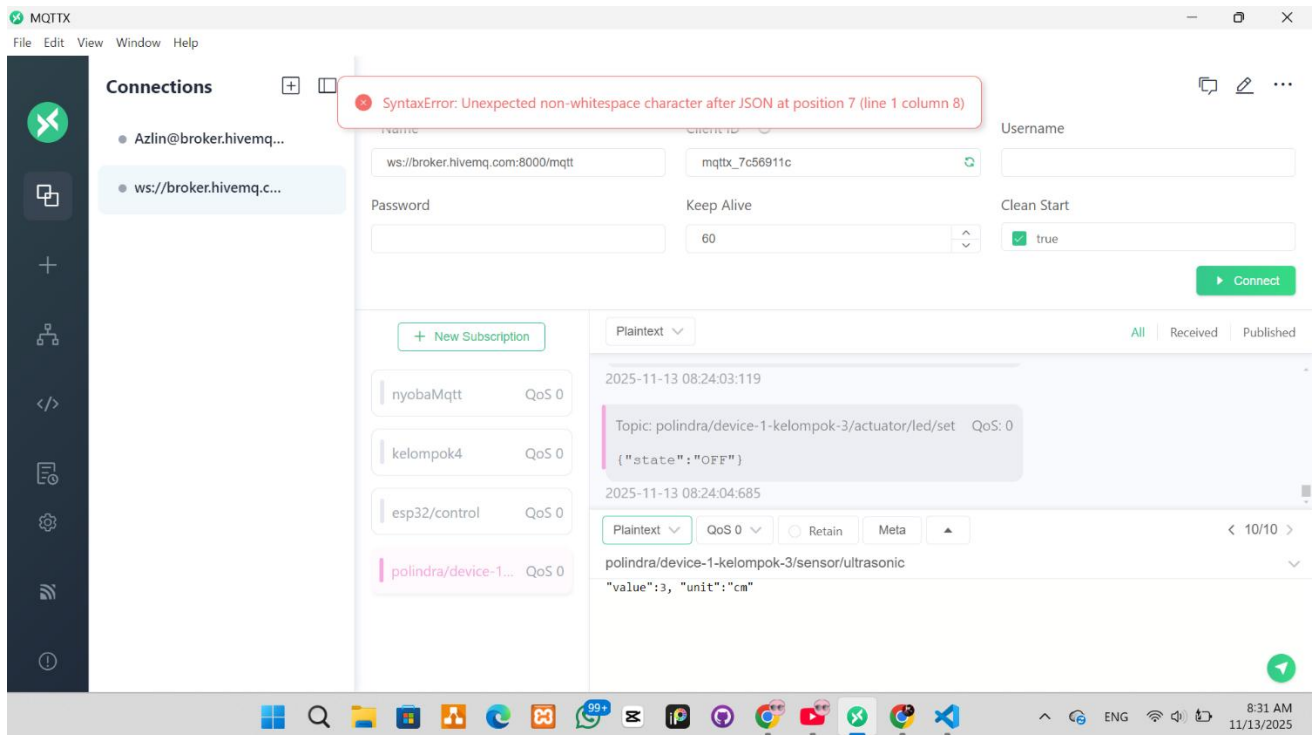 MQTTX
File Edit View Window Help
Connections
SyntaxError: Unexpected non-whitespace character after JSON at position 7 (line 1 column 8)
Azlin@broker.hivemq...
ws://broker.hivemq.c...
Name
Client ID
Username
ws://broker.hivemq.com:8000/mqtt
mqttx_7c56911c
Password
Keep Alive
Clean Start
60
true
Connect
+ New Subscription
Plaintext
All
Received
Published
nyobaMqtt QoS 0
kelompok4 QoS 0
esp32/control QoS 0
polindra/device-1... QoS 0
2025-11-13 08:24:03:119
Topic: polindra/device-1-kelompok-3/actuator/led/set QoS: 0
{"state":"OFF"}
2025-11-13 08:24:04:685
Plaintext QoS 0 Retain Meta
10/10
polindra/device-1-kelompok-3/sensor/ultrasonic
"value":3, "unit":"cm"
99+
ENG
8:31 AM
11/13/2025